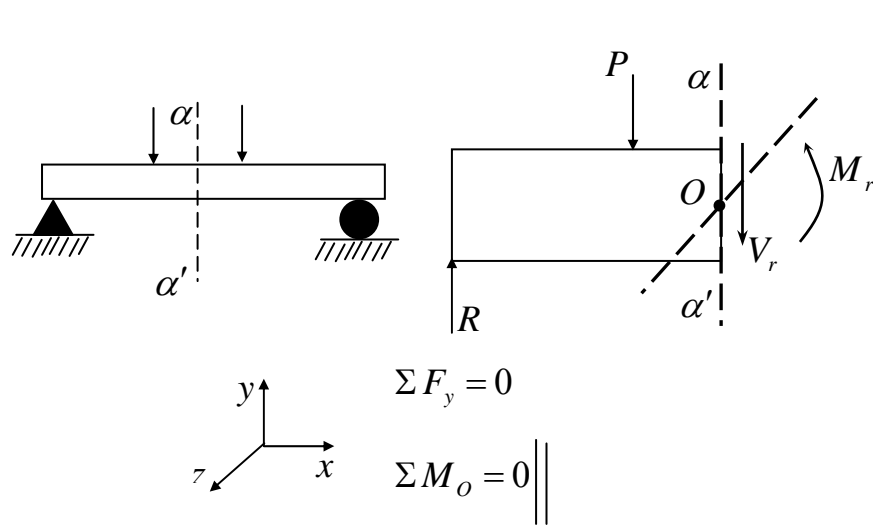 α
α′
P
α
O
M_r
V_r
α′
R
y
x
z
ΣF_y = 0
ΣM_O = 0